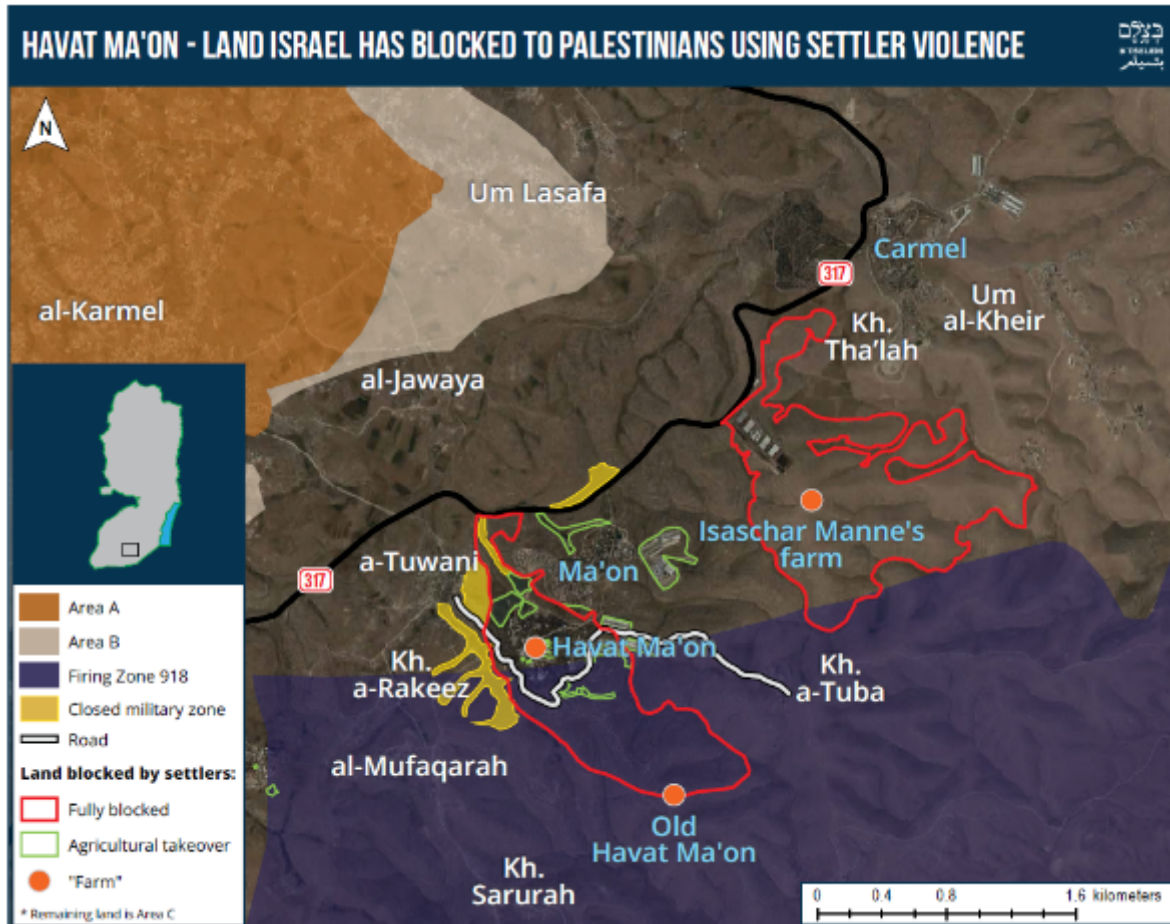 HAVAT MA'ON - LAND ISRAEL HAS BLOCKED TO PALESTINIANS USING SETTLER VIOLENCE
בצלם
B'TSELEM
بتسيلم
N
Um Lasafa
Carmel
317
al-Karmel
Um
al-Kheir
Kh.
Tha'lah
al-Jawaya
Isaschar Manne's
farm
a-Tuwani
Ma'on
317
Havat Ma'on
Kh.
a-Rakeez
Kh.
a-Tuba
al-Mufaqarah
Old
Havat Ma'on
Kh.
Sarurah
Area A
Area B
Firing Zone 918
Closed military zone
Road
Land blocked by settlers:
Fully blocked
Agricultural takeover
"Farm"
* Remaining land is Area C
0 0.4 0.8 1.6 kilometers